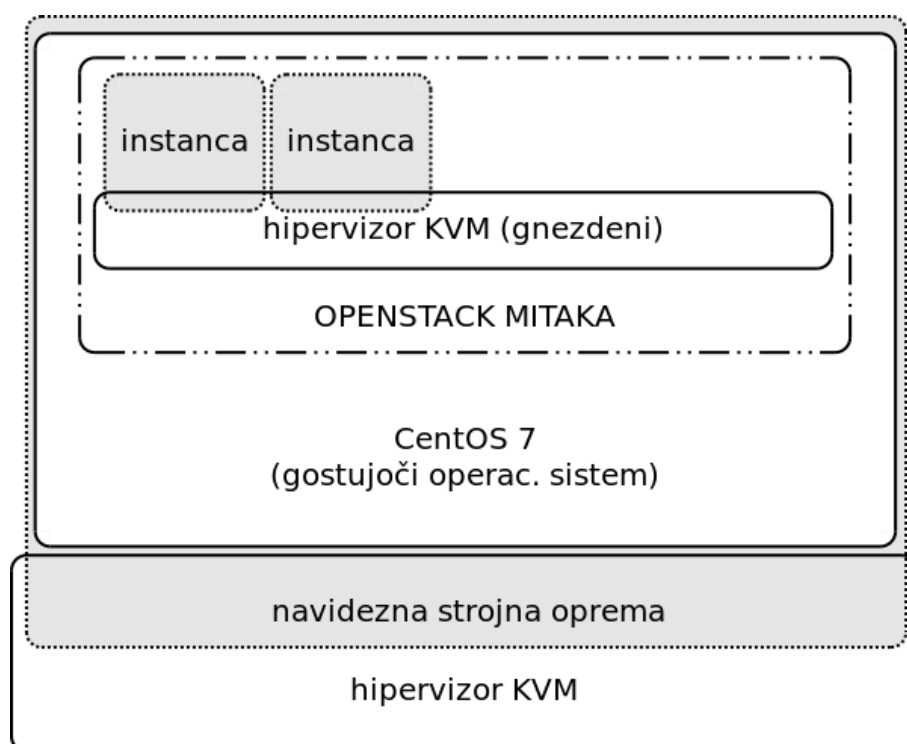 instanca instanca
hipervizor KVM (gnezdeni)
OPENSTACK MITAKA
CentOS 7
(gostujoči operac. sistem)
navidezna strojna oprema
hipervizor KVM